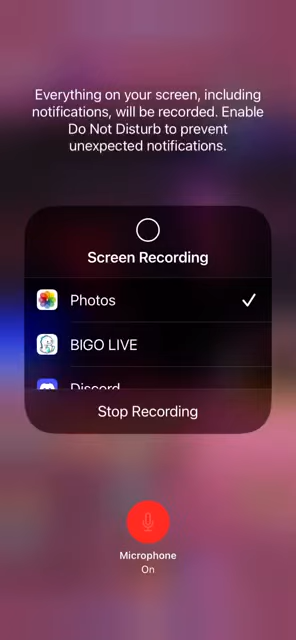 Everything on your screen, including
notifications, will be recorded. Enable
Do Not Disturb to prevent
unexpected notifications.
Screen Recording
Photos
BIGO LIVE
Discord
Stop Recording
Microphone
On